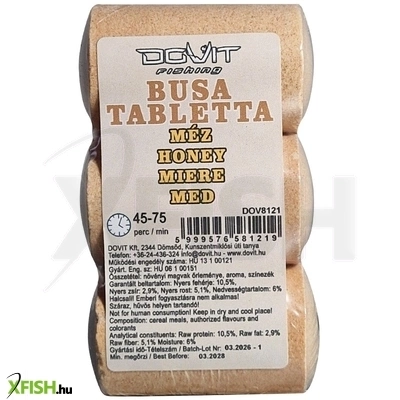 DOVIT
fishing
BUSA
TABLETTA
MÉZ
HONEY
MIERE
MED
45-75
perc / min
DOV8121
5 999576 581219
DOVIT Kft, 2344 Dömsöd, Kunszentmiklósi úti tanya
Telefon: +36-24-436-324 info@dovit.hu - www.dovit.hu
Működési engedély száma: HU 13 1 00121
Gyárt. Eng. sz: HU 06 1 00151
Összetétel: növényi magvak őrleménye, aroma, színezék
Garantált beltartalom: Nyers fehérje: 10,5%,
Nyers zsír: 2,9%, Nyers rost: 5,1%, Nedvességtartalom: 6%
Halcsali! Emberi fogyasztásra nem alkalmas!
Száraz, hűvös helyen tartandó!
Not for human consumption! Keep in dry and cool place!
Composition: cereal meals, authorized flavours and
colorants
Analytical constituents: Raw protein: 10,5%, Raw fat: 2,9%
Raw fiber: 5,1% Moisture: 6%
Gyártási idő-Tételszám / Batch-Lot Nr: 03.2026 - 1
Min. megőrzi / Best Before: 03.2028
XFISH
XFISH.hu